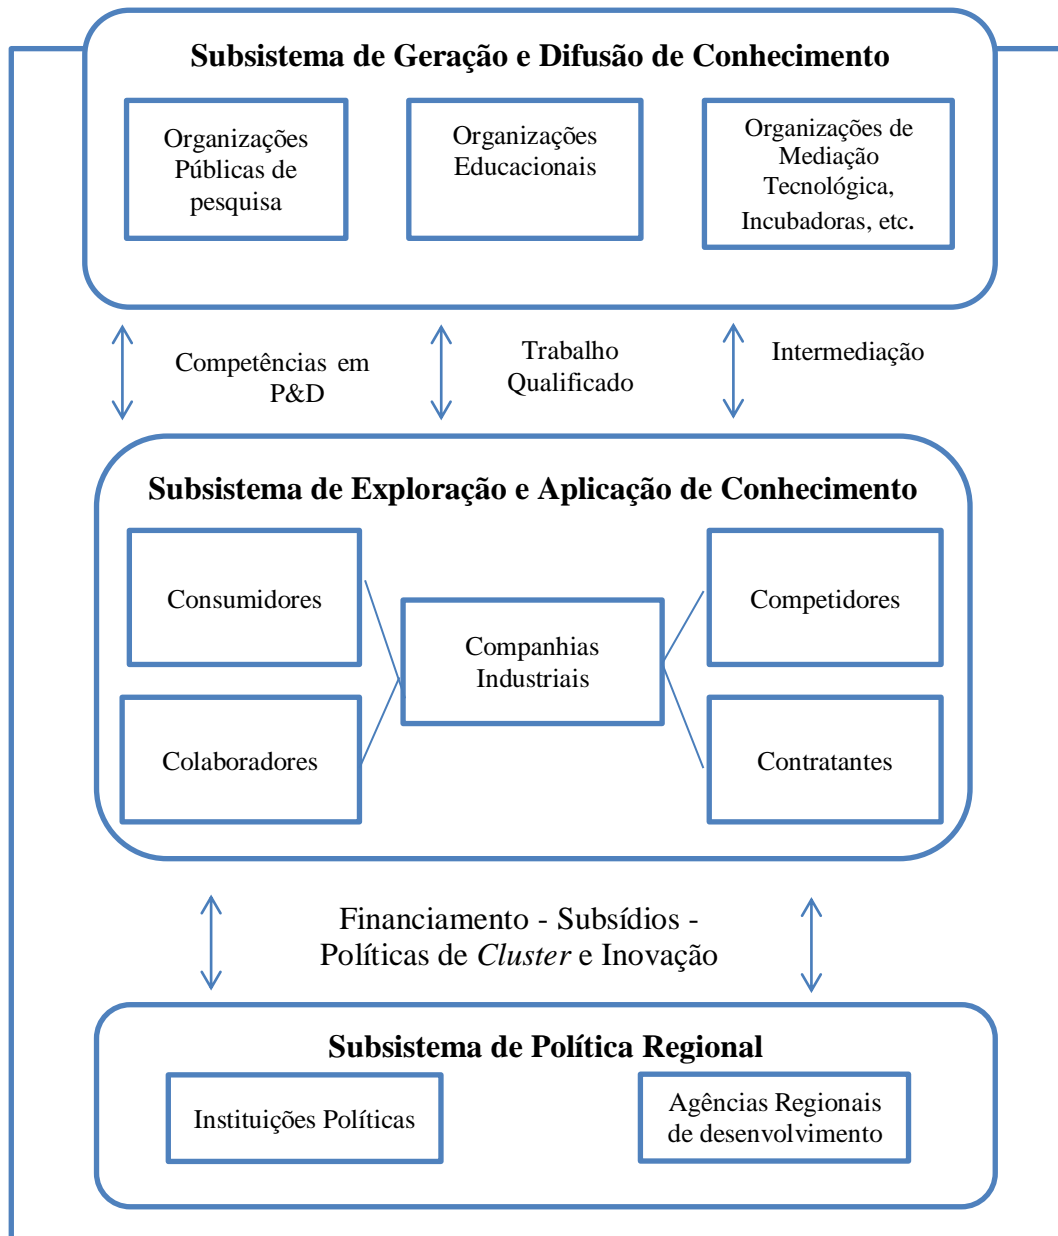 Subsistema de Geração e Difusão de Conhecimento
Organizações
Públicas de
pesquisa
Organizações
Educacionais
Organizações de
Mediação
Tecnológica,
Incubadoras, etc.
Competências em
P&D
Trabalho
Qualificado
Intermediação
Subsistema de Exploração e Aplicação de Conhecimento
Consumidores
Colaboradores
Companhias
Industriais
Competidores
Contratantes
Financiamento - Subsídios -
Políticas de Cluster e Inovação
Subsistema de Política Regional
Instituições Políticas
Agências Regionais
de desenvolvimento